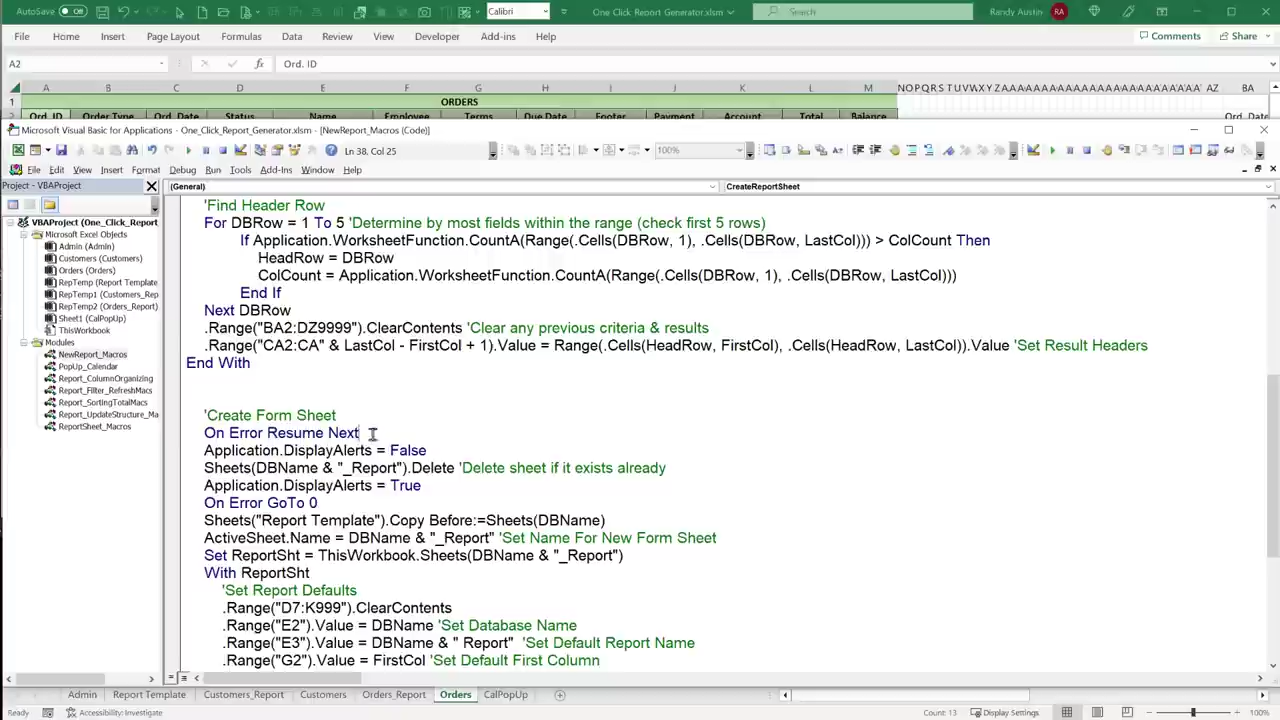 AutoSave On Calibri One Click Report Generator.xlsm Search Randy Austin RA
File Home Insert Page Layout Formulas Data Review View Developer Add-ins Help Comments Share
A2 fx Ord. ID
A B C D E F G H I J K L M AZ BA
1 ORDERS
Ord. ID Order Type Ord. Date Status Name Employee Terms Due Date Footer Payment Account Total Balance
Microsoft Visual Basic for Applications - One_Click_Report_Generator.xlsm - [NewReport_Macros (Code)]
Ln 38, Col 25 100%
File Edit View Insert Format Debug Run Tools Add-Ins Window Help
Project - VBAProject
(General) CreateReportSheet
VBAProject (One_Click_Report
Microsoft Excel Objects
Admin (Admin)
Customers (Customers)
Orders (Orders)
RepTemp (Report Template
RepTemp1 (Customers_Rep
RepTemp2 (Orders_Report)
Sheet1 (CalPopUp)
ThisWorkbook
Modules
NewReport_Macros
PopUp_Calendar
Report_ColumnOrganizing
Report_Filter_RefreshMacs
Report_SortingTotalMacs
Report_UpdateStructure_Ma
ReportSheet_Macros
'Find Header Row
For DBRow = 1 To 5 'Determine by most fields within the range (check first 5 rows)
If Application.WorksheetFunction.CountA(Range(.Cells(DBRow, 1), .Cells(DBRow, LastCol))) > ColCount Then
HeadRow = DBRow
ColCount = Application.WorksheetFunction.CountA(Range(.Cells(DBRow, 1), .Cells(DBRow, LastCol)))
End If
Next DBRow
.Range("BA2:DZ9999").ClearContents 'Clear any previous criteria & results
.Range("CA2:CA" & LastCol - FirstCol + 1).Value = Range(.Cells(HeadRow, FirstCol), .Cells(HeadRow, LastCol)).Value 'Set Result Headers
End With
'Create Form Sheet
On Error Resume Next
Application.DisplayAlerts = False
Sheets(DBName & "_Report").Delete 'Delete sheet if it exists already
Application.DisplayAlerts = True
On Error GoTo 0
Sheets("Report Template").Copy Before:=Sheets(DBName)
ActiveSheet.Name = DBName & "_Report" 'Set Name For New Form Sheet
Set ReportSht = ThisWorkbook.Sheets(DBName & "_Report")
With ReportSht
'Set Report Defaults
.Range("D7:K999").ClearContents
.Range("E2").Value = DBName 'Set Database Name
.Range("E3").Value = DBName & " Report" 'Set Default Report Name
.Range("G2").Value = FirstCol 'Set Default First Column
Admin Report Template Customers_Report Customers Orders_Report Orders CalPopUp
Ready Accessibility: Investigate Count: 13 Display Settings 100%